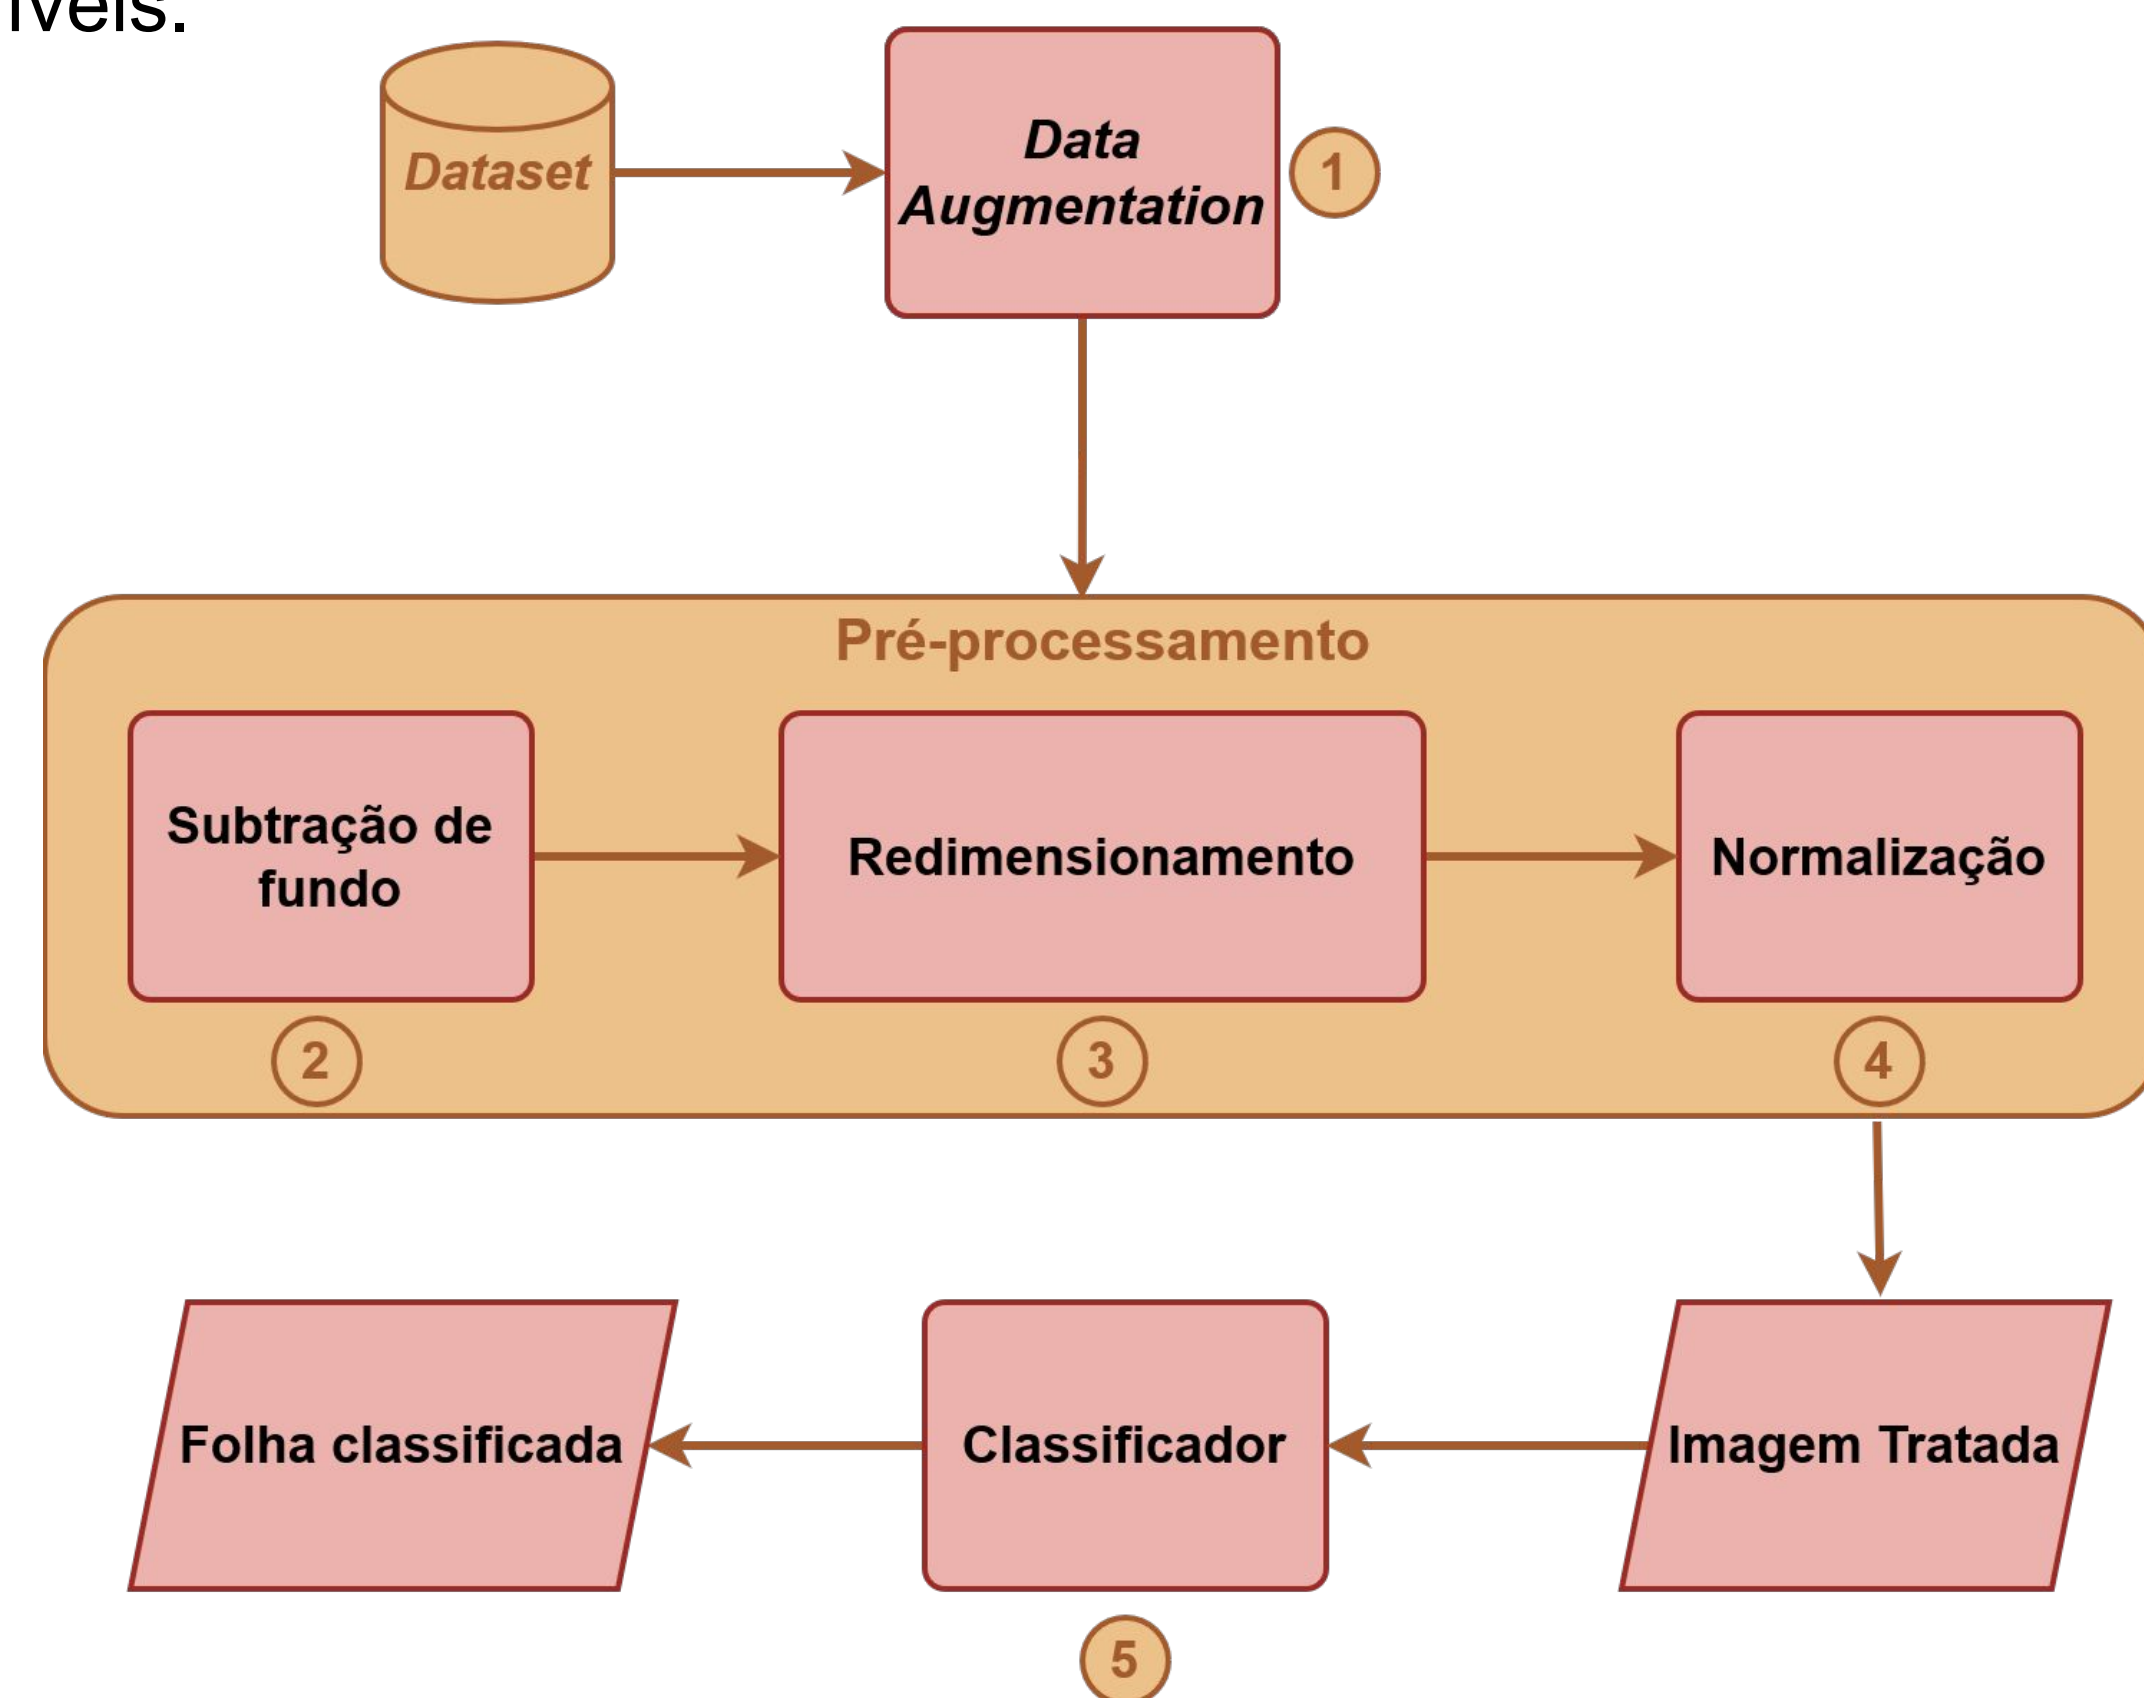 íveis.
Dataset
Data
Augmentation
1
Pré-processamento
Subtração de
fundo
Redimensionamento
Normalização
2
3
4
Folha classificada
Classificador
Imagem Tratada
5